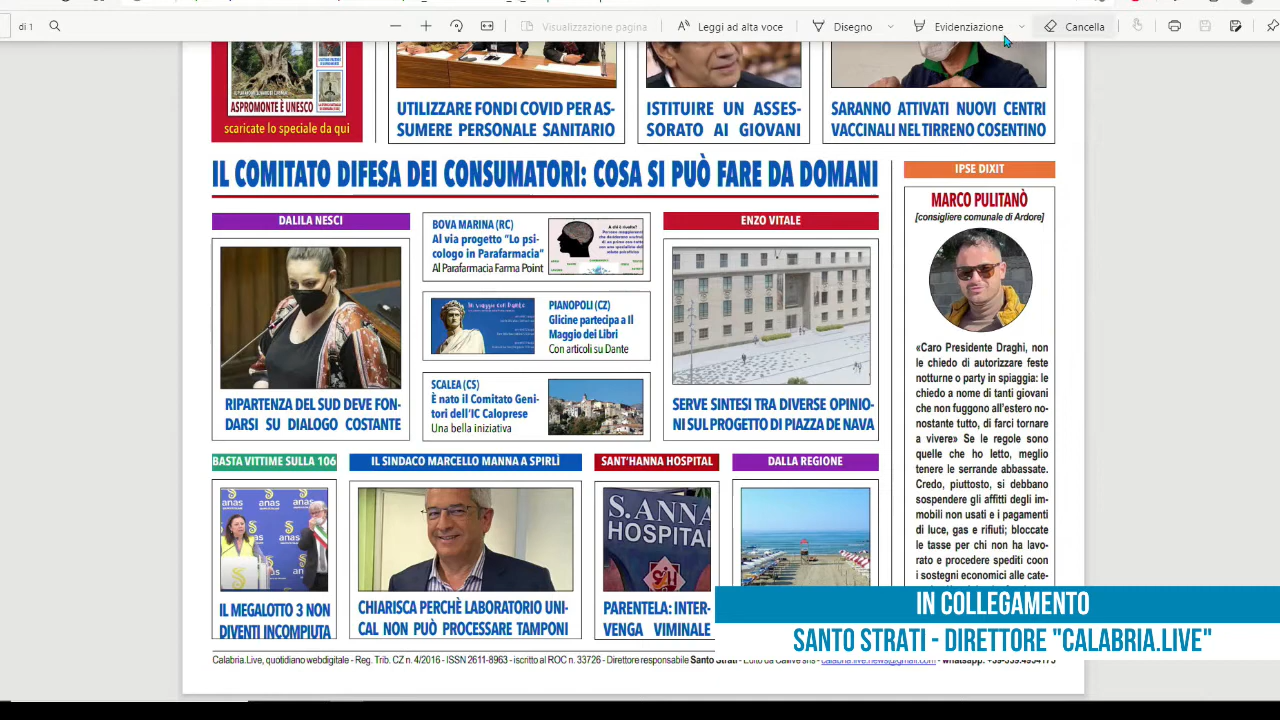 di 1
Visualizzazione pagina
Leggi ad alta voce
Disegno
Evidenziazione
Cancella
ASPROMONTE È UNESCO
scaricate lo speciale da qui
UTILIZZARE FONDI COVID PER AS-
SUMERE PERSONALE SANITARIO
ISTITUIRE UN ASSES-
SORATO AI GIOVANI
SARANNO ATTIVATI NUOVI CENTRI
VACCINALI NEL TIRRENO COSENTINO
IL COMITATO DIFESA DEI CONSUMATORI: COSA SI PUÒ FARE DA DOMANI
DALILA NESCI
RIPARTENZA DEL SUD DEVE FON-
DARSI SU DIALOGO COSTANTE
BOVA MARINA (RC)
Al via progetto "Lo psi-
cologo in Parafarmacia"
Al Parafarmacia Farma Point
In viaggio con Dante
PIANOPOLI (CZ)
Glicine partecipa a Il
Maggio dei Libri
Con articoli su Dante
SCALEA (CS)
È nato il Comitato Geni-
tori dell'IC Caloprese
Una bella iniziativa
ENZO VITALE
SERVE SINTESI TRA DIVERSE OPINIO-
NI SUL PROGETTO DI PIAZZA DE NAVA
IPSE DIXIT
MARCO PULITANÒ
[consigliere comunale di Ardore]
«Caro Presidente Draghi, non
le chiedo di autorizzare feste
notturne o party in spiaggia: le
chiedo a nome di tanti giovani
che non fuggono all'estero no-
nostante tutto, di farci tornare
a vivere» Se le regole sono
quelle che ho letto, meglio
tenere le serrande abbassate.
Credo, piuttosto, si debbano
sospendere gli affitti degli im-
mobili non usati e i pagamenti
di luce, gas e rifiuti; bloccate
le tasse per chi non ha lavo-
rato e procedere spediti coon
i sostegni economici alle cate-
BASTA VITTIME SULLA 106
anas
anas
anas
IL MEGALOTTO 3 NON
DIVENTI INCOMPIUTA
IL SINDACO MARCELLO MANNA A SPIRLÌ
CHIARISCA PERCHÈ LABORATORIO UNI-
CAL NON PUÒ PROCESSARE TAMPONI
SANT'HANNA HOSPITAL
S.ANNA
HOSPITAL
PARENTELA: INTER-
VENGA VIMINALE
DALLA REGIONE
IN COLLEGAMENTO
SANTO STRATI - DIRETTORE "CALABRIA.LIVE"
Calabria.Live, quotidiano webdigitale - Reg. Trib. CZ n. 4/2016 - ISSN 2611-8963 - iscritto al ROC n. 33726 - Direttore responsabile Santo